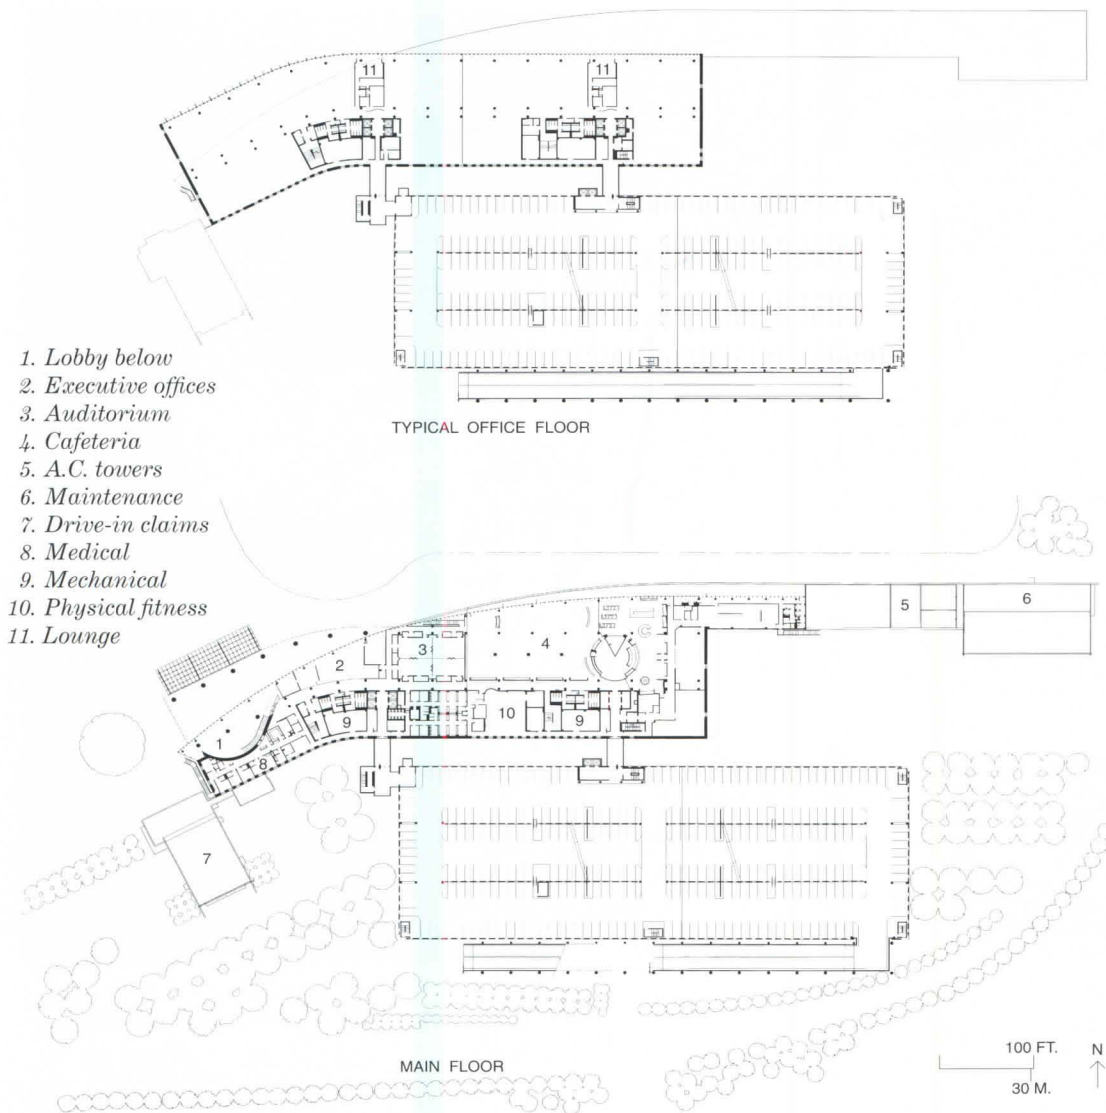 11
11
1. Lobby below
2. Executive offices
3. Auditorium
4. Cafeteria
5. A.C. towers
6. Maintenance
7. Drive-in claims
8. Medical
9. Mechanical
10. Physical fitness
11. Lounge
TYPICAL OFFICE FLOOR
5
6
3
4
2
10
9
9
1
8
7
MAIN FLOOR
100 FT.
30 M.
N